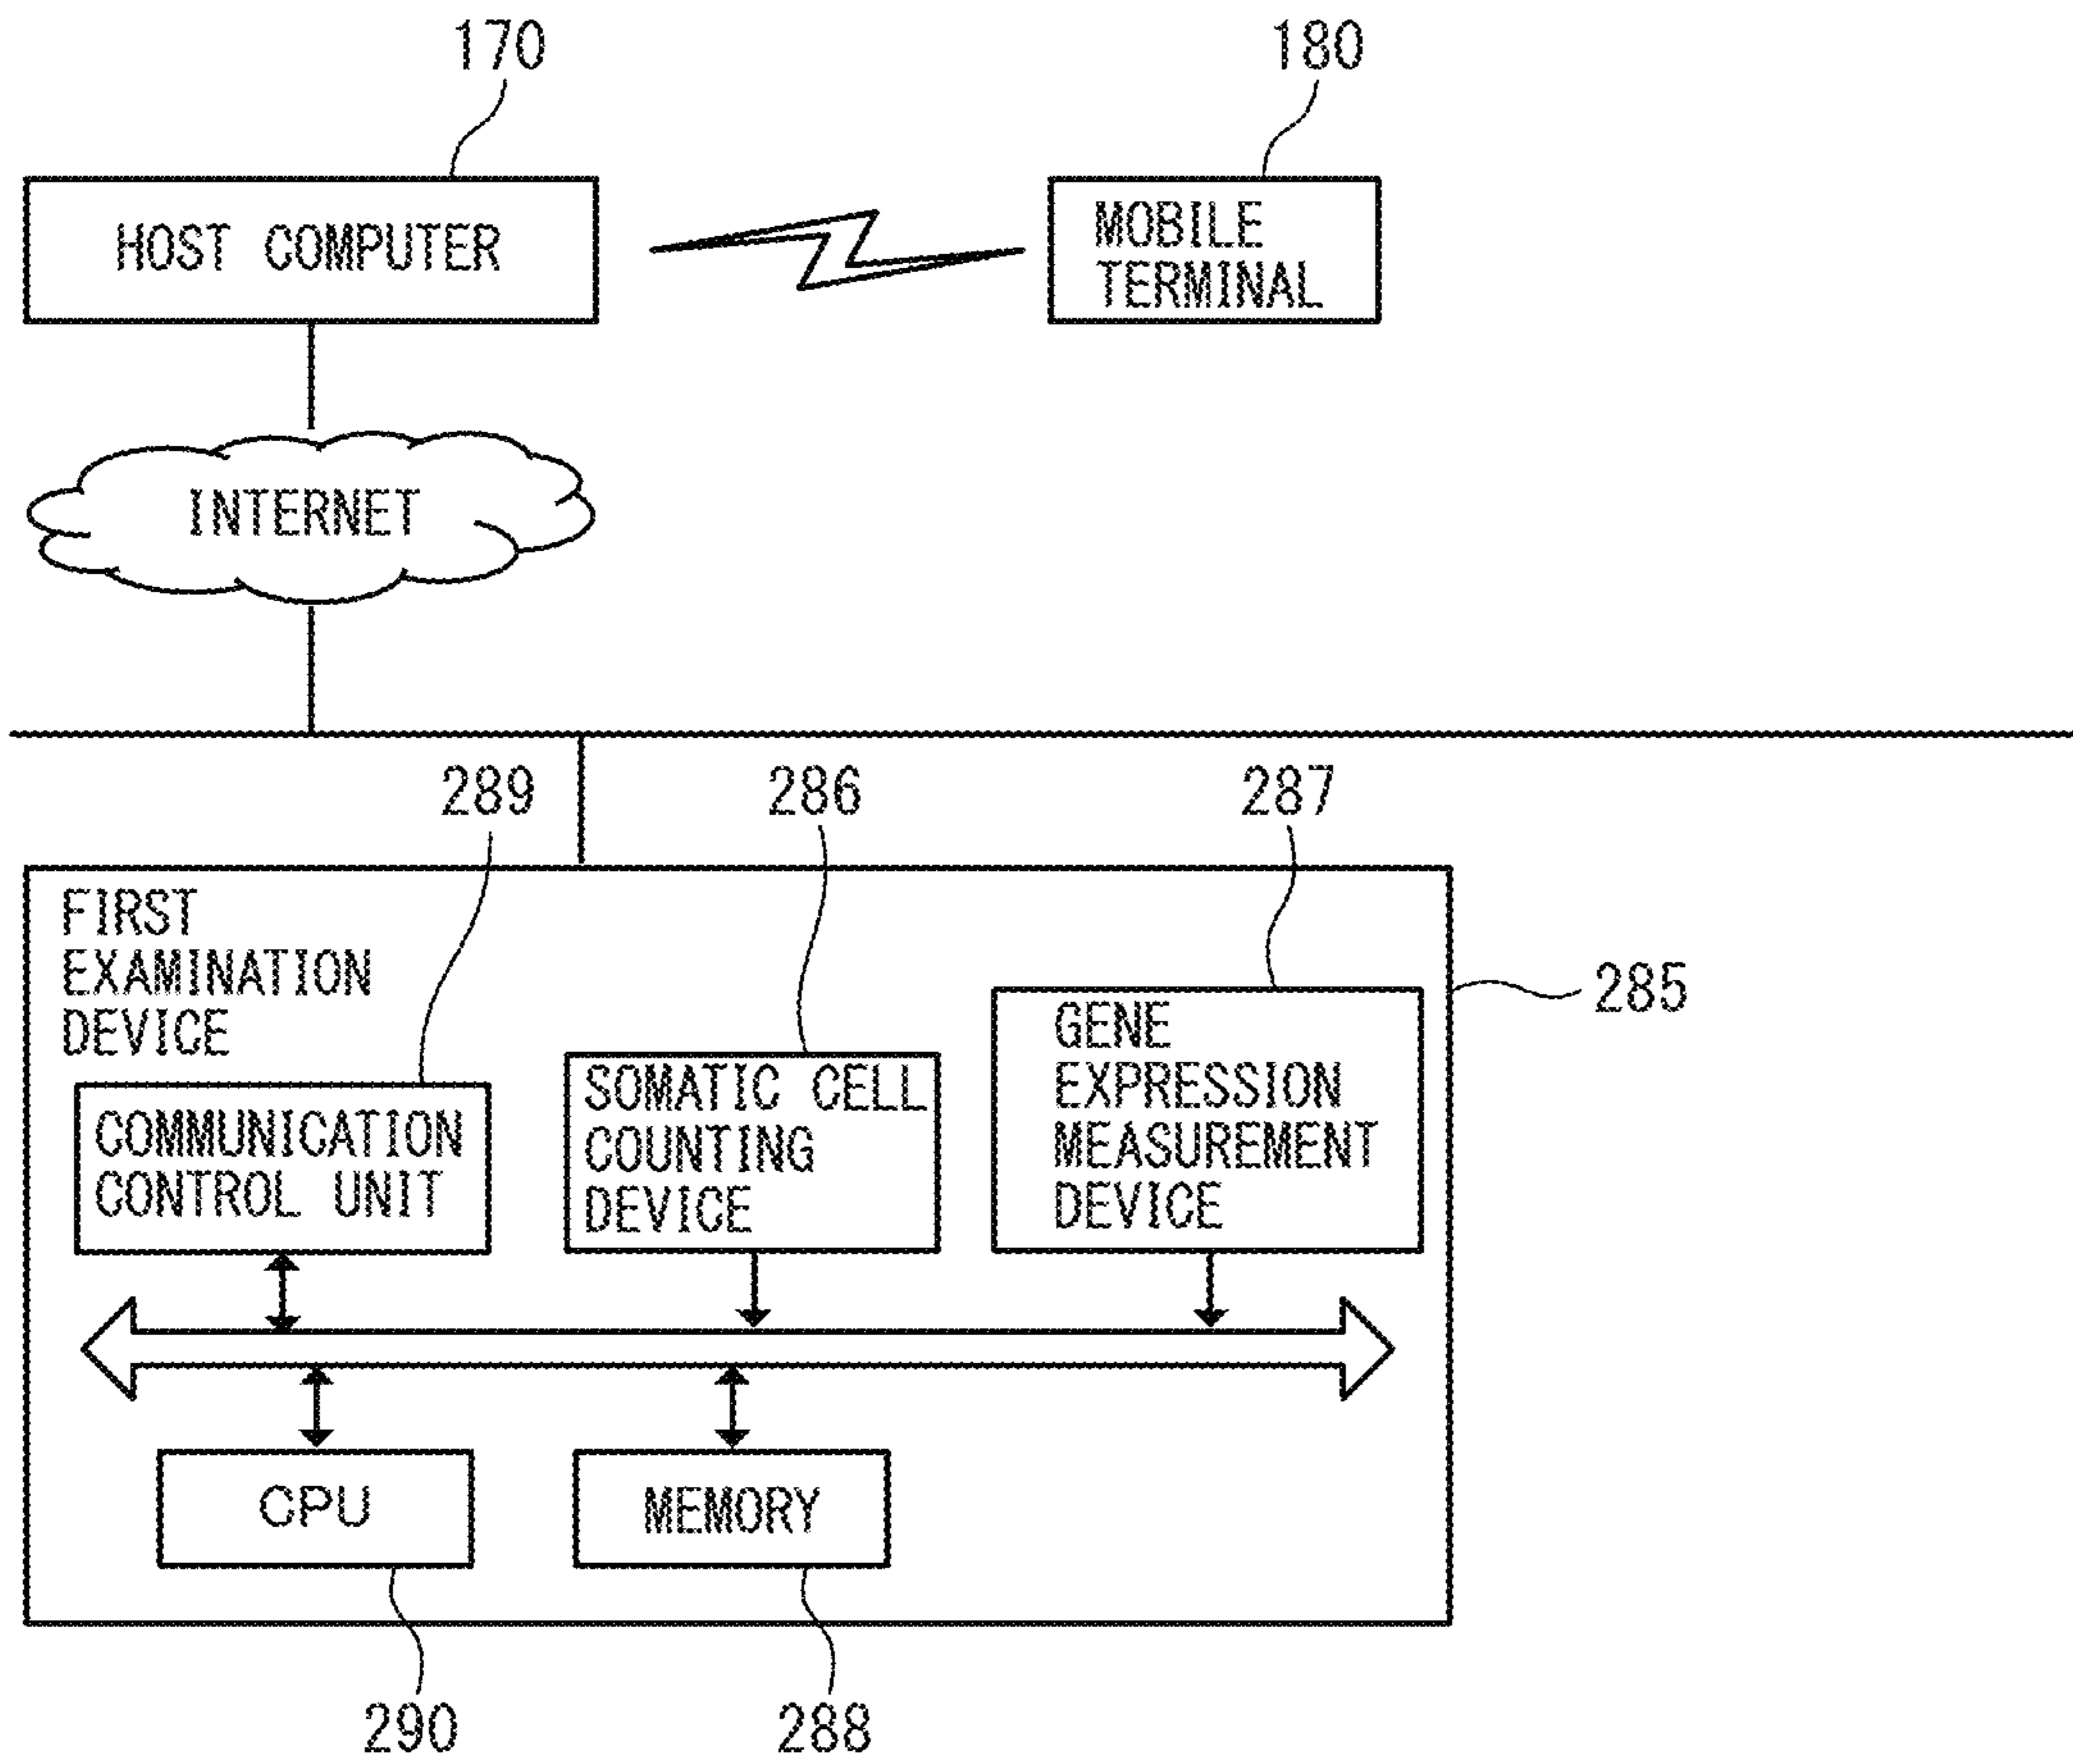 170
180
HOST COMPUTER
MOBILE
TERMINAL
INTERNET
289
286
287
FIRST
EXAMINATION
DEVICE
285
COMMUNICATION
CONTROL UNIT
SOMATIC CELL
COUNTING
DEVICE
GENE
EXPRESSION
MEASUREMENT
DEVICE
CPU
MEMORY
290
288